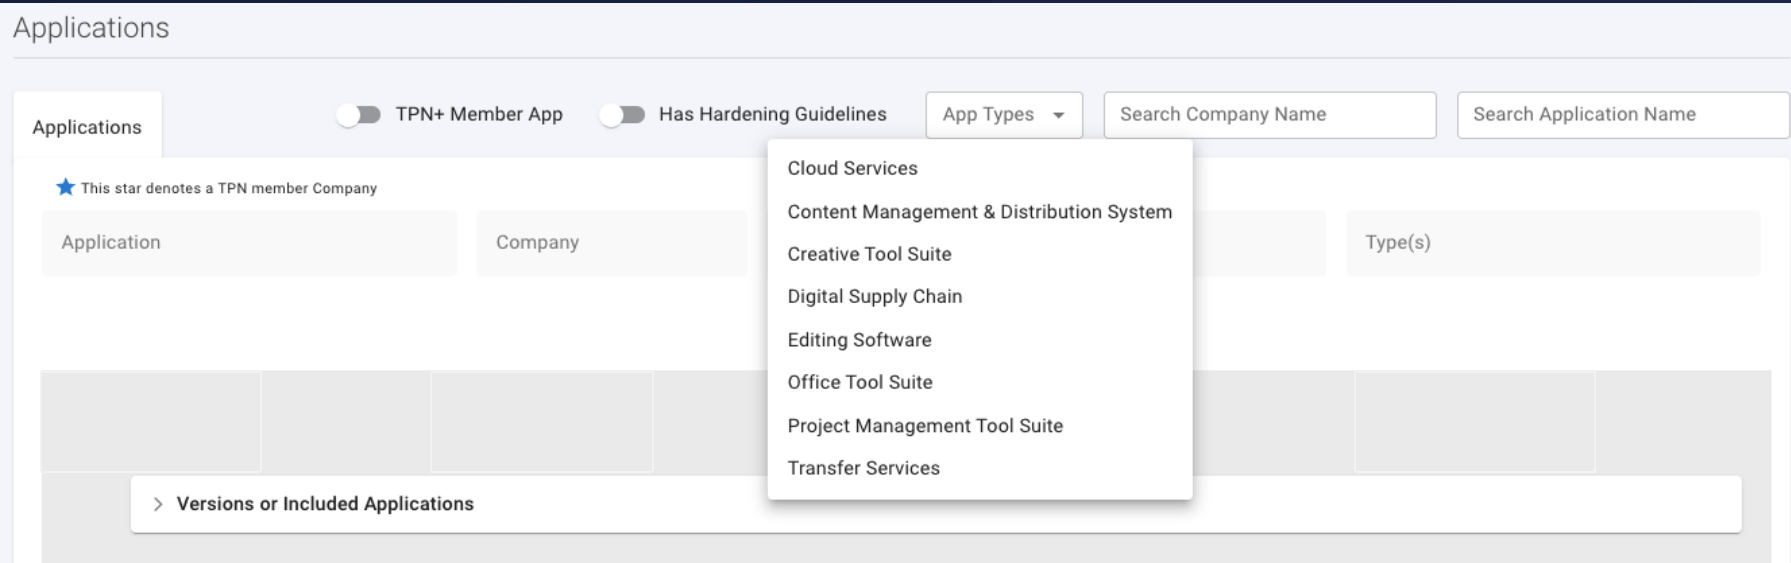 Applications
Applications
TPN+ Member App
Has Hardening Guidelines
App Types
Search Company Name
Search Application Name
Cloud Services
Content Management & Distribution System
Creative Tool Suite
Digital Supply Chain
Editing Software
Office Tool Suite
Project Management Tool Suite
Transfer Services
This star denotes a TPN member Company
Application
Company
Type(s)
Versions or Included Applications